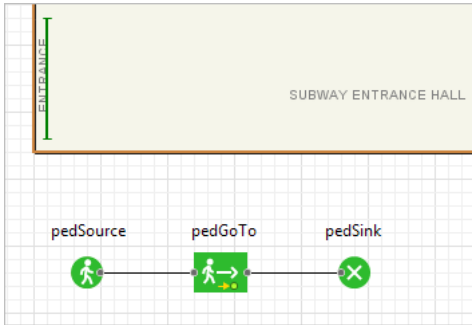 ENTRANCE
SUBWAY ENTRANCE HALL
pedSource pedGoTo pedSink